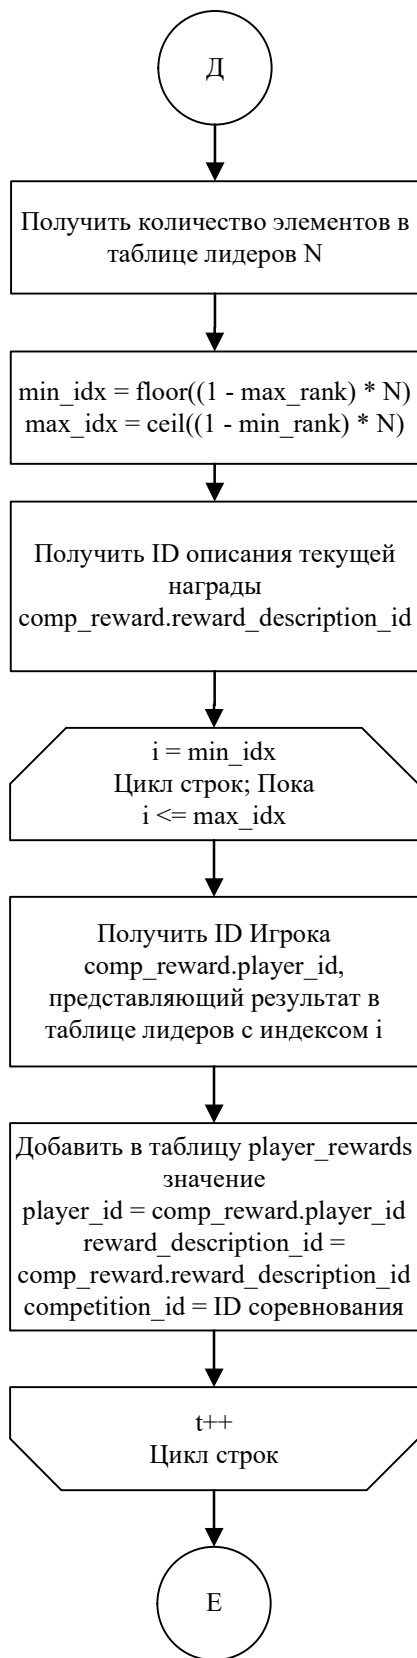 Д
Получить количество элементов в
таблице лидеров N
min_idx = floor((1 - max_rank) * N)
max_idx = ceil((1 - min_rank) * N)
Получить ID описания текущей
награды
comp_reward.reward_description_id
i = min_idx
Цикл строк; Пока
i <= max_idx
Получить ID Игрока
comp_reward.player_id,
представляющий результат в
таблице лидеров с индексом i
Добавить в таблицу player_rewards
значение
player_id = comp_reward.player_id
reward_description_id =
comp_reward.reward_description_id
competition_id = ID соревнования
t++
Цикл строк
Е